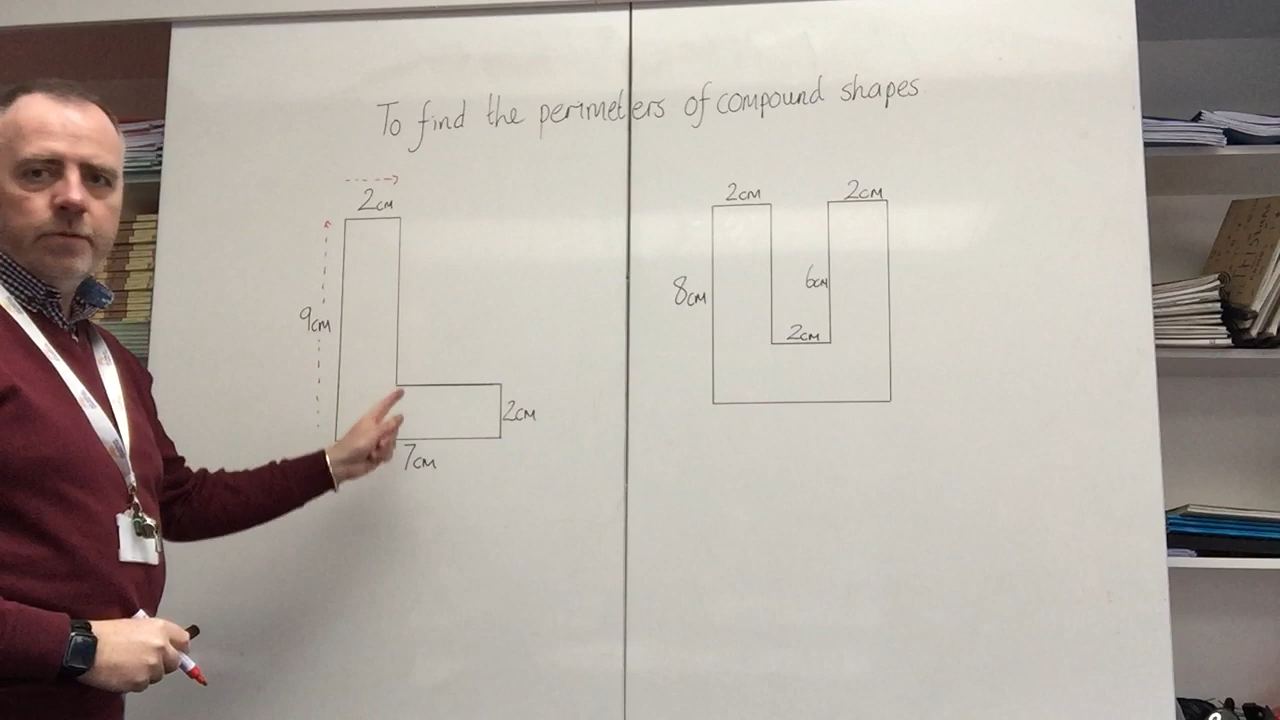 To find the perimeters of compound shapes
2cm
9cm
2cm
7cm
2cm
2cm
8cm
6cm
2cm